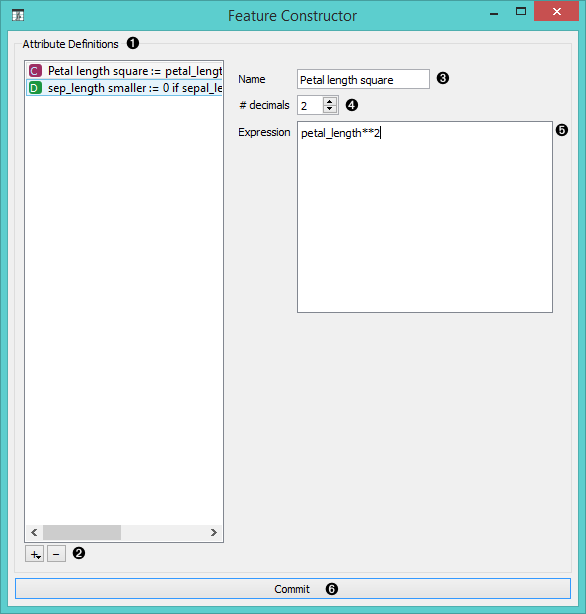 Feature Constructor
Attribute Definitions ❶
C Petal length square := petal_lengt
D sep_length smaller := 0 if sepal_le
Name Petal length square ❸
# decimals 2 ❹
Expression petal_length**2 ❺
+ − ❷
Commit ❻